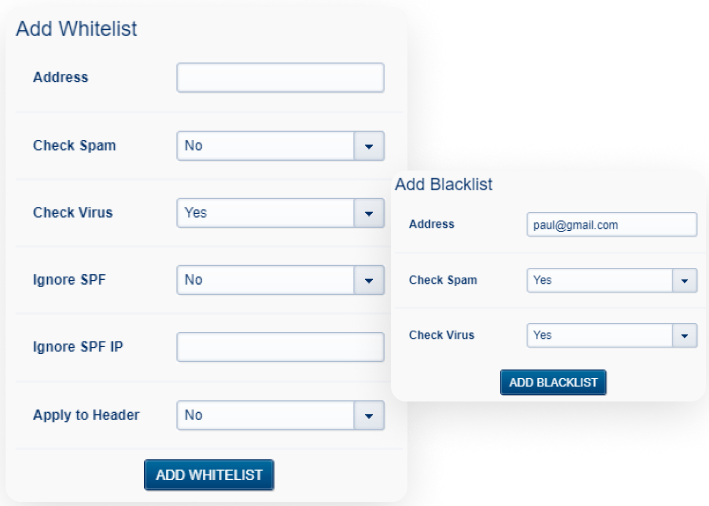 Add Whitelist
Address
Check Spam No
Check Virus Yes
Ignore SPF No
Ignore SPF IP
Apply to Header No
ADD WHITELIST
Add Blacklist
Address paul@gmail.com
Check Spam Yes
Check Virus Yes
ADD BLACKLIST